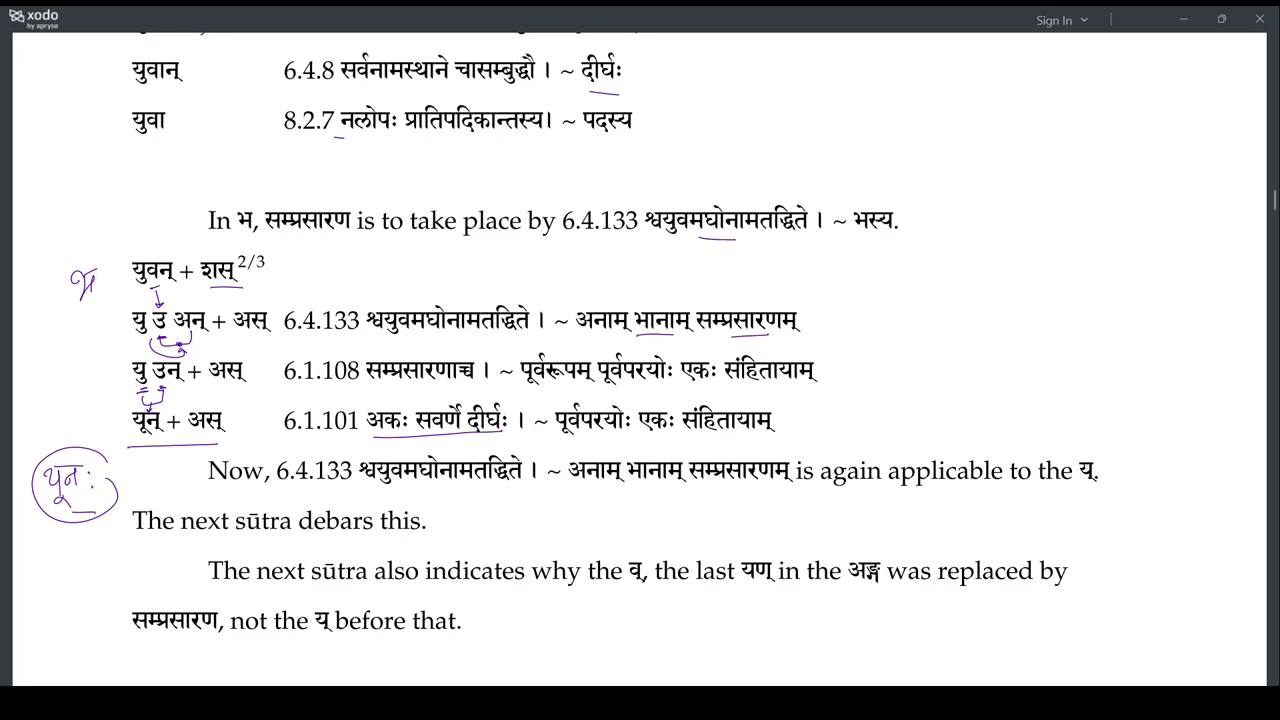 xodo
by apryse
Sign In
युवान् 6.4.8 सर्वनामस्थाने चासम्बुद्धौ । ~ दीर्घः
युवा 8.2.7 नलोपः प्रातिपदिकान्तस्य। ~ पदस्य
In भ, सम्प्रसारण is to take place by 6.4.133 श्वयुवमघोनामतद्धिते । ~ भस्य.
भ युवन् + शस् 2/3
यु उ अन् + अस् 6.4.133 श्वयुवमघोनामतद्धिते । ~ अनाम् भानाम् सम्प्रसारणम्
यु उन् + अस् 6.1.108 सम्प्रसारणाच्च । ~ पूर्वरूपम् पूर्वपरयोः एकः संहितायाम्
यून् + अस् 6.1.101 अकः सवर्णे दीर्घः । ~ पूर्वपरयोः एकः संहितायाम्
यूनः Now, 6.4.133 श्वयुवमघोनामतद्धिते । ~ अनाम् भानाम् सम्प्रसारणम् is again applicable to the य्.
The next sūtra debars this.
The next sūtra also indicates why the व्, the last यण् in the अङ्ग was replaced by
सम्प्रसारण, not the य् before that.